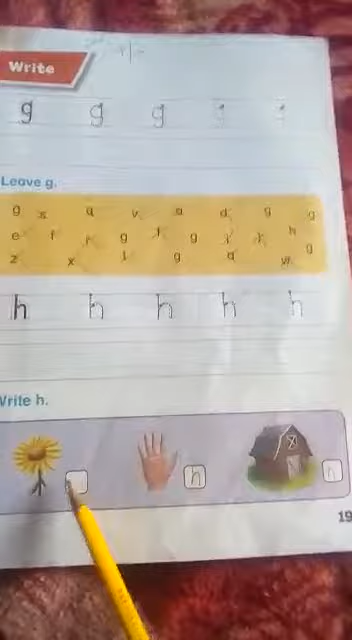 Write
g g g
Leave g.
g s q v a d g g
e f r g j g i k h
z x l g q w g
h h h h h
Write h.
h h
19